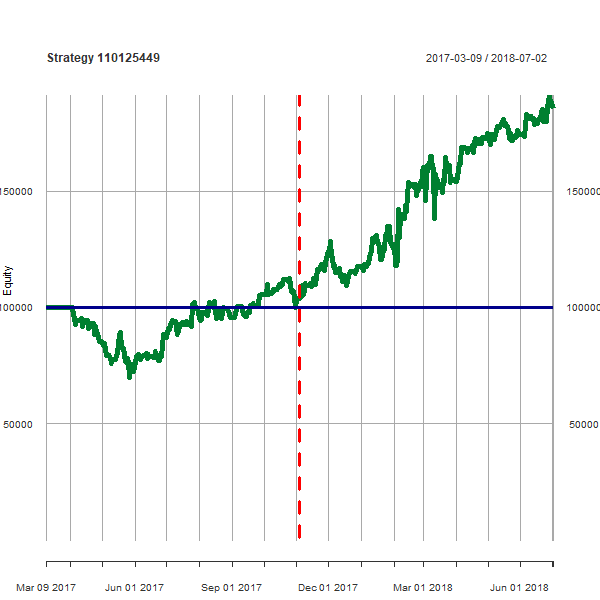 Strategy 110125449
2017-03-09 / 2018-07-02
150000
150000
Equity
100000
100000
50000
50000
Mar 09 2017
Jun 01 2017
Sep 01 2017
Dec 01 2017
Mar 01 2018
Jun 01 2018